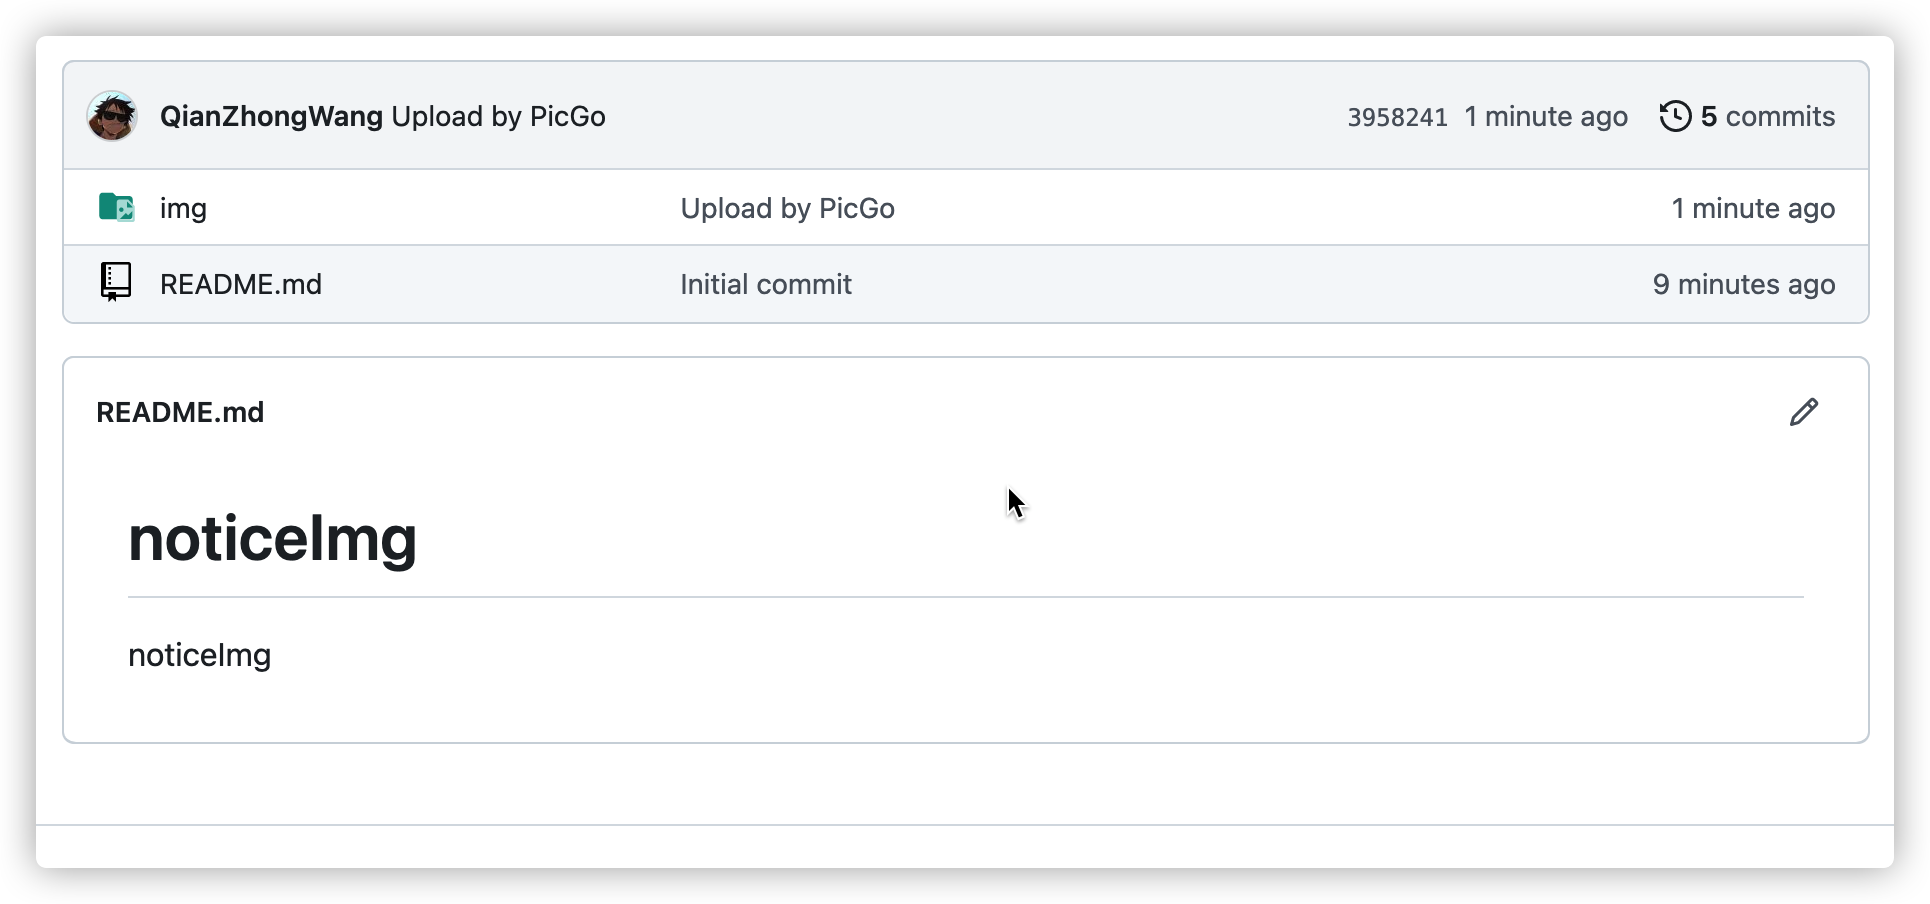 QianZhongWang Upload by PicGo 3958241 1 minute ago 5 commits
img Upload by PicGo 1 minute ago
README.md Initial commit 9 minutes ago
README.md
noticeImg
noticeImg